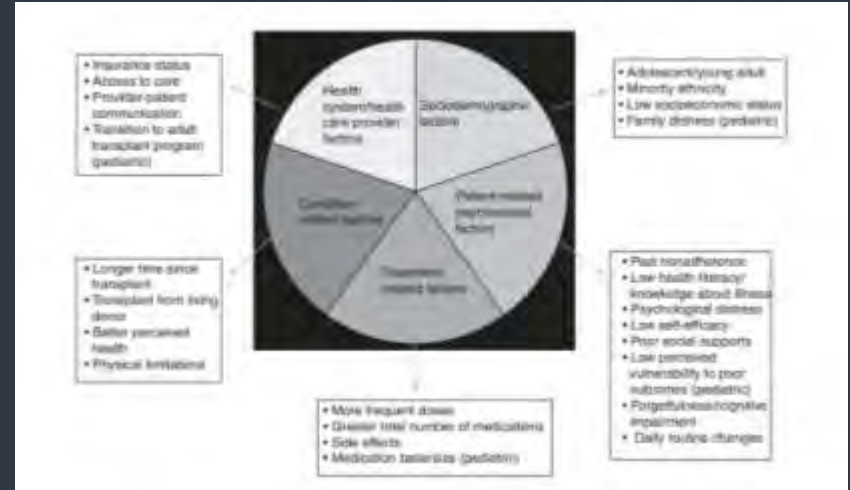 • Insurance status
• Access to care
• Provider-patient
communication
• Transition to adult
transplant program
(pediatric)
Health
system/health
care provider
factors
Sociodemographic
factors
• Adolescent/young adult
• Minority ethnicity
• Low socioeconomic status
• Family distress (pediatric)
Condition-
related factors
Patient-related
psychosocial
factors
Treatment-
related factors
• Longer time since
transplant
• Transplant from living
donor
• Better perceived
health
• Physical limitations
• Past nonadherence
• Low health literacy/
knowledge about illness
• Psychological distress
• Low self-efficacy
• Poor social supports
• Low perceived
vulnerability to poor
outcomes (pediatric)
• Forgetfulness/cognitive
impairment
• Daily routine changes
• More frequent doses
• Greater total number of medications
• Side effects
• Medication taste/size (pediatric)